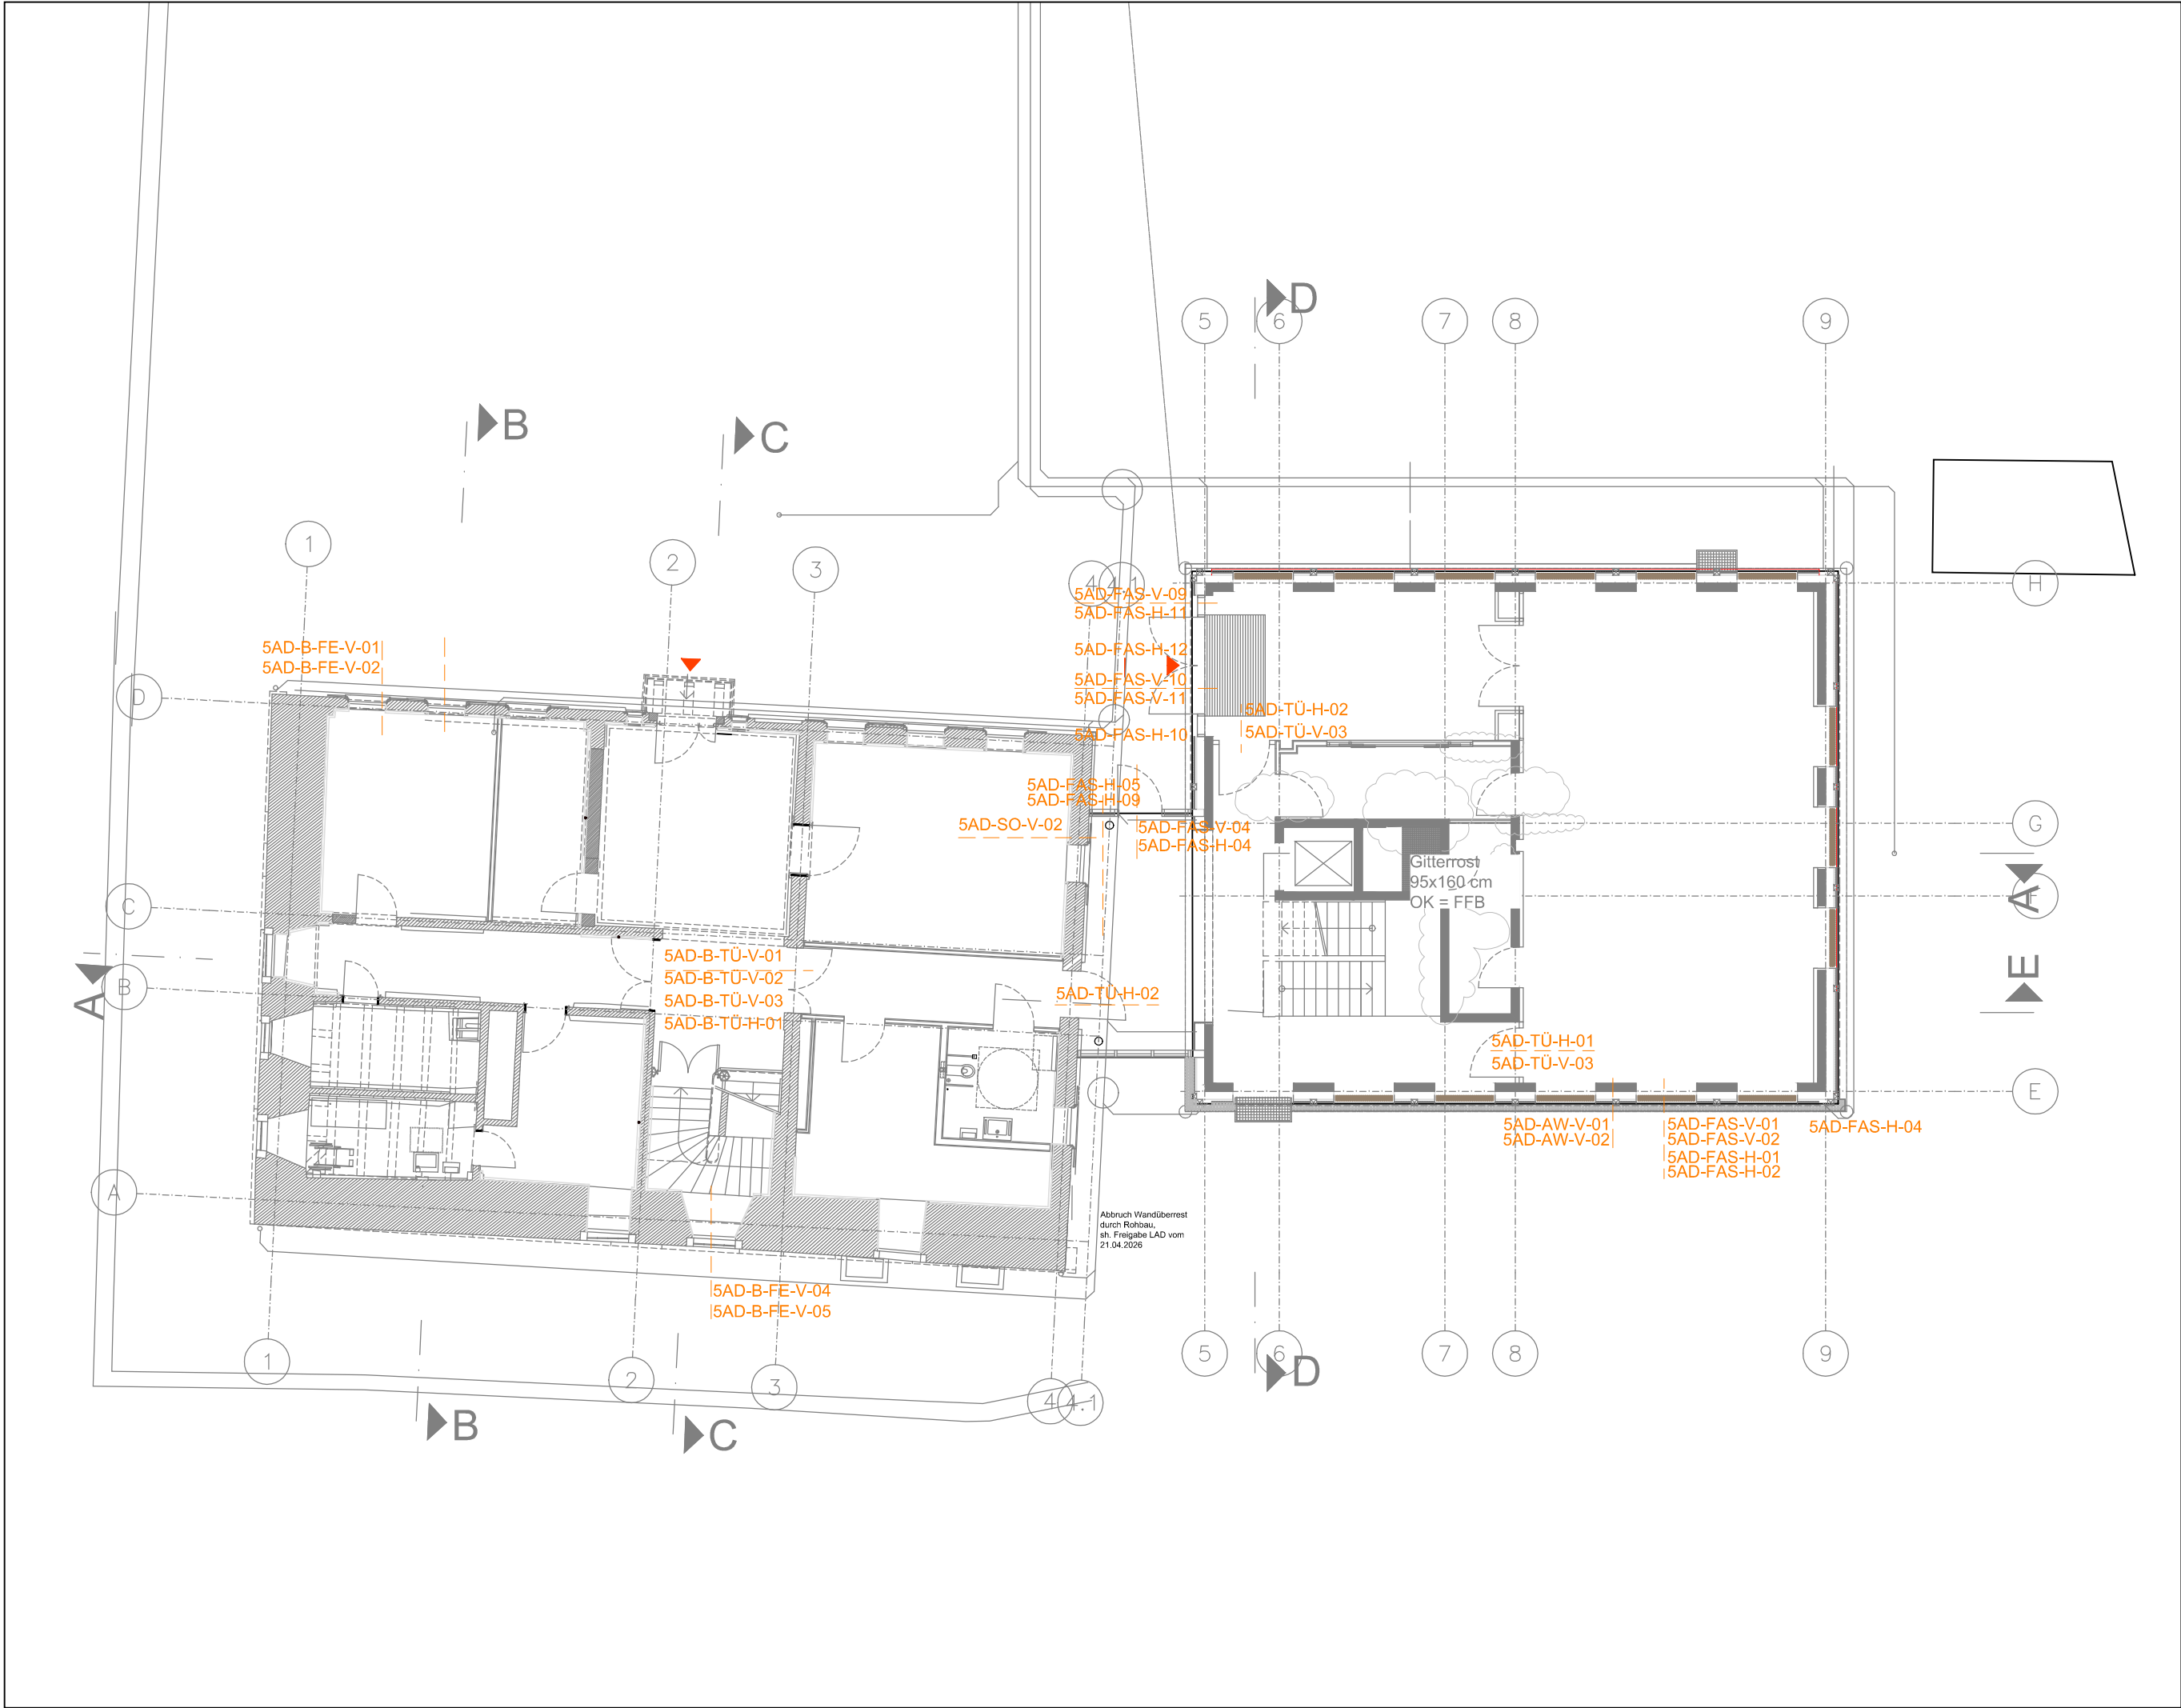 D
5
6
7
8
9
B
C
1
2
3
4
4.1
H
5AD-FAS-V-09
5AD-FAS-H-11
5AD-B-FE-V-01
5AD-B-FE-V-02
5AD-FAS-H-12
5AD-FAS-V-10
5AD-FAS-V-11
D
5AD-TÜ-H-02
5AD-TÜ-V-03
5AD-FAS-H-10
5AD-FAS-H-05
5AD-FAS-H-09
5AD-SO-V-02
5AD-FAS-V-04
5AD-FAS-H-04
G
Gitterrost
95x160 cm
OK = FFB
C
A
F
5AD-B-TÜ-V-01
5AD-B-TÜ-V-02
5AD-B-TÜ-V-03
5AD-B-TÜ-H-01
5AD-TÜ-H-02
A
B
E
5AD-TÜ-H-01
5AD-TÜ-V-03
E
5AD-AW-V-01
5AD-AW-V-02
5AD-FAS-V-01
5AD-FAS-V-02
5AD-FAS-H-01
5AD-FAS-H-02
5AD-FAS-H-04
A
Abbruch Wandüberrest
durch Rohbau,
sh. Freigabe LAD vom
21.04.2026
5AD-B-FE-V-04
5AD-B-FE-V-05
5
6
7
8
9
D
1
2
3
4
4.1
B
C